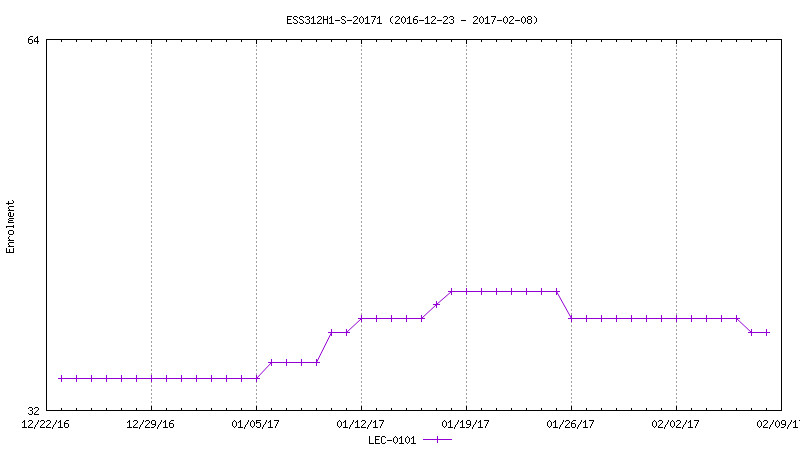 ESS312H1-S-20171 (2016-12-23 - 2017-02-08)
64
Enrolment
32
12/22/16 12/29/16 01/05/17 01/12/17 01/19/17 01/26/17 02/02/17 02/09/1
LEC-0101